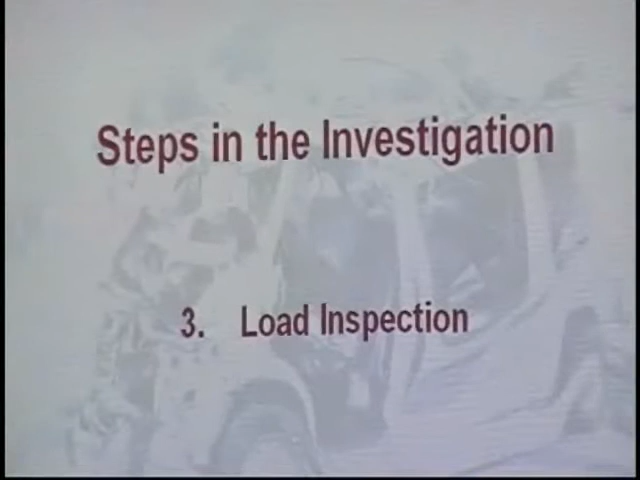 Steps in the Investigation
3. Load Inspection